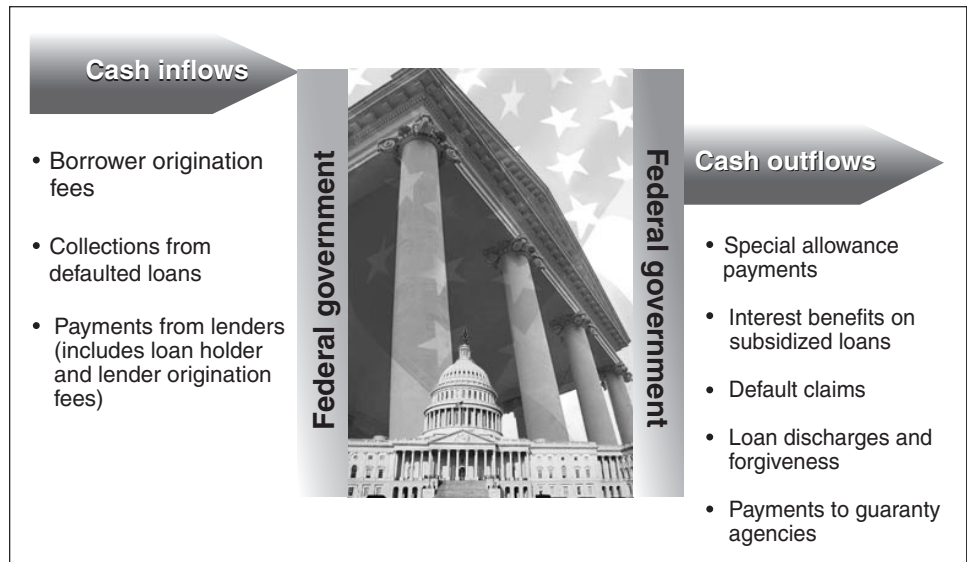 Cash inflows
• Borrower origination
fees
• Collections from
defaulted loans
• Payments from lenders
(includes loan holder
and lender origination
fees)
Federal government
Federal government
Cash outflows
• Special allowance
payments
• Interest benefits on
subsidized loans
• Default claims
• Loan discharges and
forgiveness
• Payments to guaranty
agencies